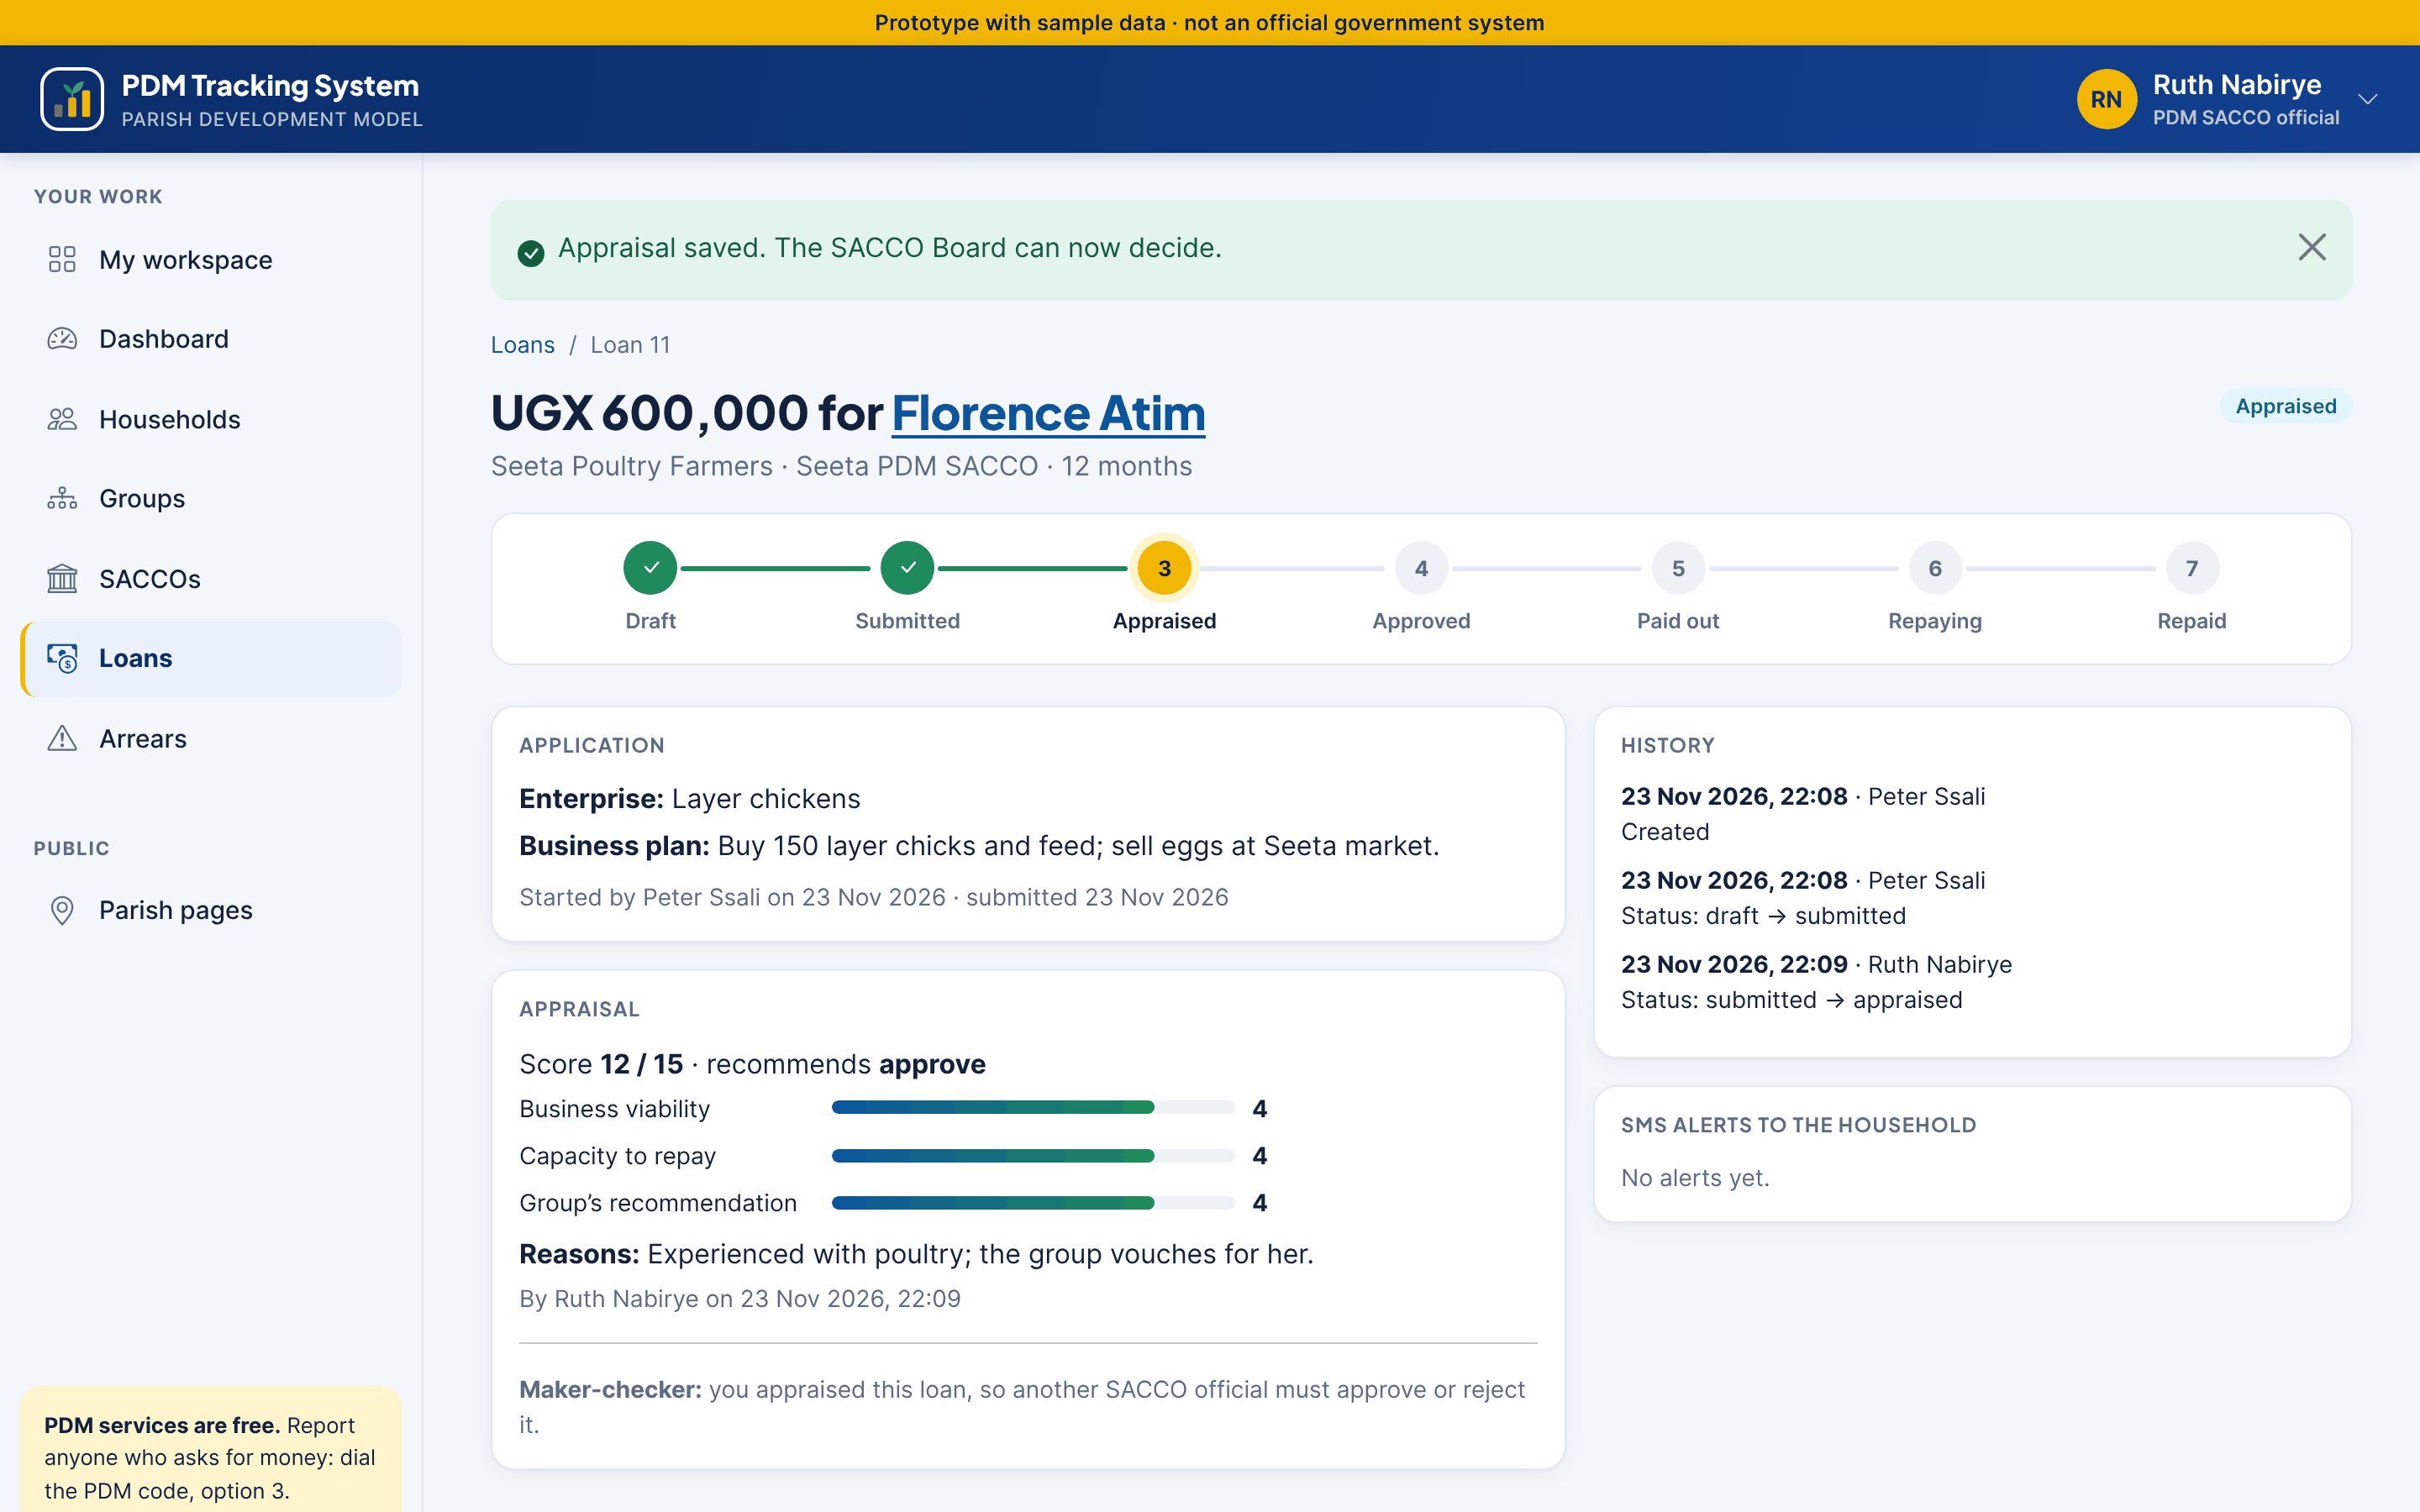 Prototype with sample data · not an official government system
PDM Tracking System
PARISH DEVELOPMENT MODEL
RN
Ruth Nabirye
PDM SACCO official
YOUR WORK
My workspace
Dashboard
Households
Groups
SACCOs
Loans
Arrears
PUBLIC
Parish pages
PDM services are free. Report
anyone who asks for money: dial
the PDM code, option 3.
Appraisal saved. The SACCO Board can now decide.
Loans / Loan 11
UGX 600,000 for Florence Atim
Appraised
Seeta Poultry Farmers · Seeta PDM SACCO · 12 months
Draft
Submitted
3
Appraised
4
Approved
5
Paid out
6
Repaying
7
Repaid
APPLICATION
Enterprise: Layer chickens
Business plan: Buy 150 layer chicks and feed; sell eggs at Seeta market.
Started by Peter Ssali on 23 Nov 2026 · submitted 23 Nov 2026
APPRAISAL
Score 12 / 15 · recommends approve
Business viability 4
Capacity to repay 4
Group’s recommendation 4
Reasons: Experienced with poultry; the group vouches for her.
By Ruth Nabirye on 23 Nov 2026, 22:09
Maker-checker: you appraised this loan, so another SACCO official must approve or reject
it.
HISTORY
23 Nov 2026, 22:08 · Peter Ssali
Created
23 Nov 2026, 22:08 · Peter Ssali
Status: draft → submitted
23 Nov 2026, 22:09 · Ruth Nabirye
Status: submitted → appraised
SMS ALERTS TO THE HOUSEHOLD
No alerts yet.